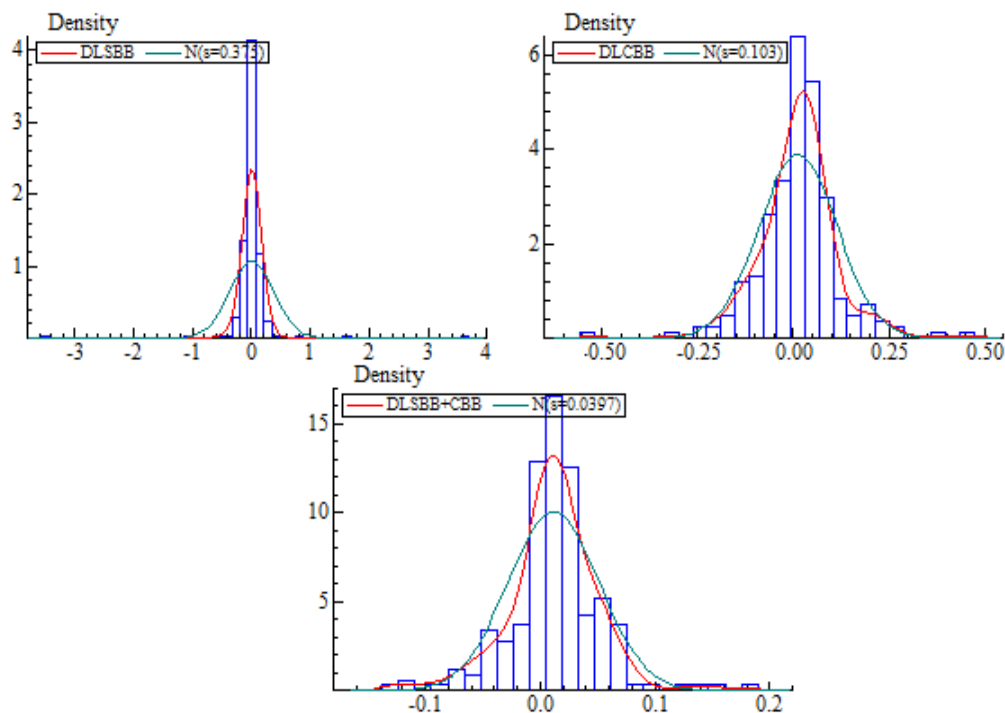 Density
DLSBB N(s=0.375)
4
3
2
1
-3 -2 -1 0 1 2 3 4
Density
DLCBB N(s=0.103)
6
4
2
-0.50 -0.25 0.00 0.25 0.50
Density
DLSBB+CBB N(s=0.0397)
15
10
5
-0.1 0.0 0.1 0.2